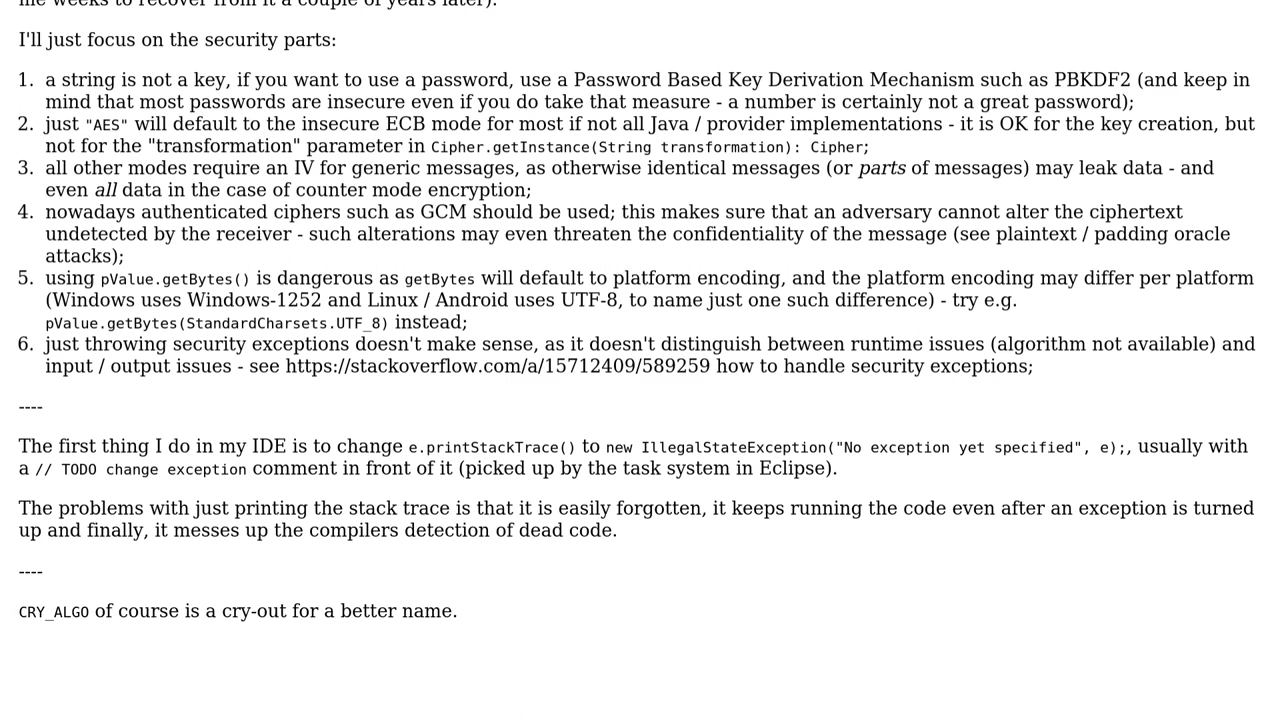 me weeks to recover from it a couple of years later).
I'll just focus on the security parts:
1. a string is not a key, if you want to use a password, use a Password Based Key Derivation Mechanism such as PBKDF2 (and keep in
mind that most passwords are insecure even if you do take that measure - a number is certainly not a great password);
2. just "AES" will default to the insecure ECB mode for most if not all Java / provider implementations - it is OK for the key creation, but
not for the "transformation" parameter in Cipher.getInstance(String transformation): Cipher;
3. all other modes require an IV for generic messages, as otherwise identical messages (or parts of messages) may leak data - and
even all data in the case of counter mode encryption;
4. nowadays authenticated ciphers such as GCM should be used; this makes sure that an adversary cannot alter the ciphertext
undetected by the receiver - such alterations may even threaten the confidentiality of the message (see plaintext / padding oracle
attacks);
5. using pValue.getBytes() is dangerous as getBytes will default to platform encoding, and the platform encoding may differ per platform
(Windows uses Windows-1252 and Linux / Android uses UTF-8, to name just one such difference) - try e.g.
pValue.getBytes(StandardCharsets.UTF_8) instead;
6. just throwing security exceptions doesn't make sense, as it doesn't distinguish between runtime issues (algorithm not available) and
input / output issues - see https://stackoverflow.com/a/15712409/589259 how to handle security exceptions;
----
The first thing I do in my IDE is to change e.printStackTrace() to new IllegalStateException("No exception yet specified", e);, usually with
a // TODO change exception comment in front of it (picked up by the task system in Eclipse).
The problems with just printing the stack trace is that it is easily forgotten, it keeps running the code even after an exception is turned
up and finally, it messes up the compilers detection of dead code.
----
CRY_ALGO of course is a cry-out for a better name.